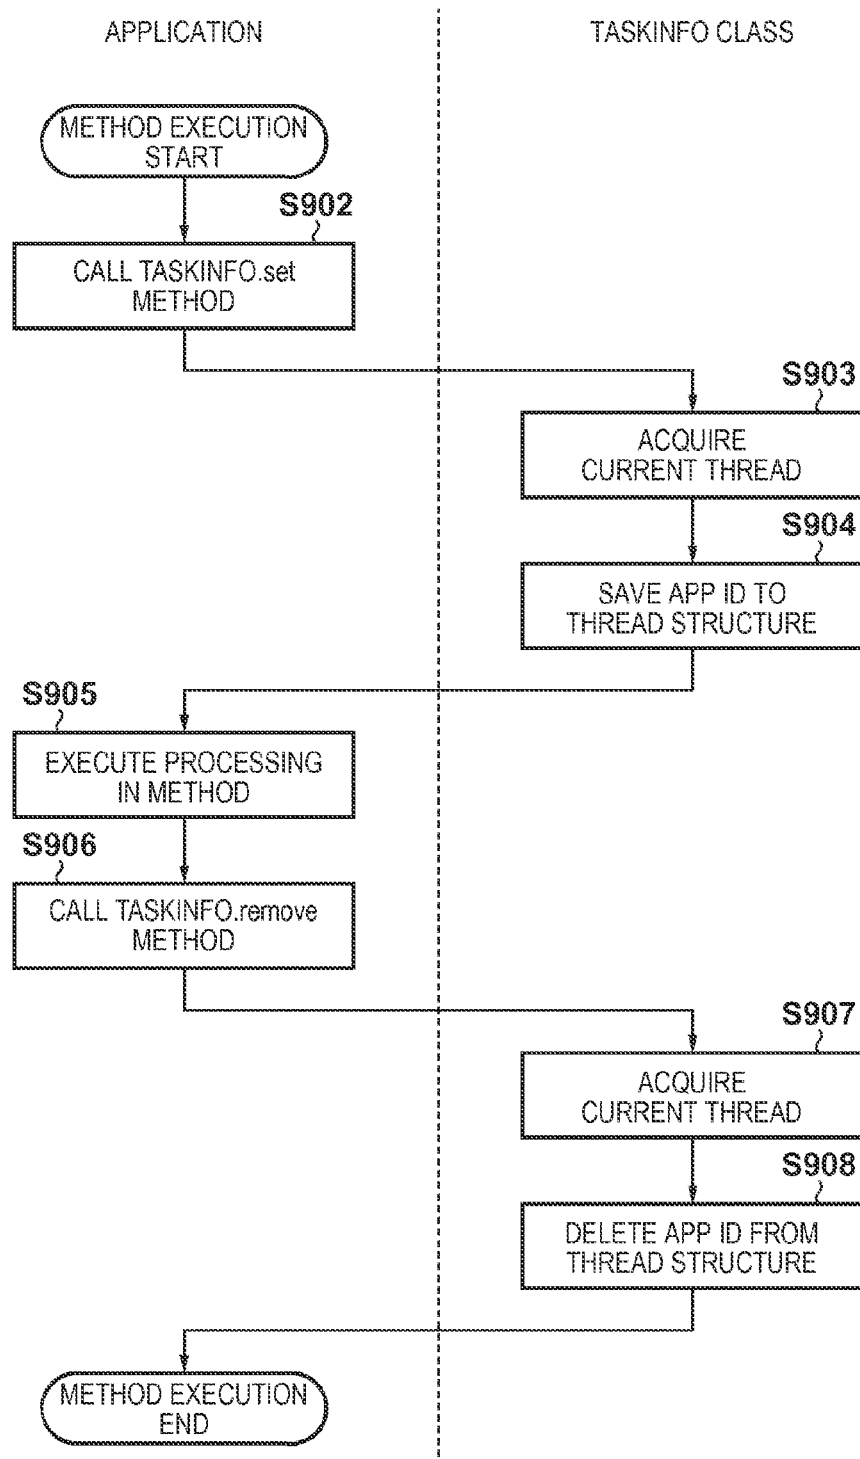 APPLICATION
TASKINFO CLASS
METHOD EXECUTION
START
S902
CALL TASKINFO.set
METHOD
S903
ACQUIRE
CURRENT THREAD
S904
SAVE APP ID TO
THREAD STRUCTURE
S905
EXECUTE PROCESSING
IN METHOD
S906
CALL TASKINFO.remove
METHOD
S907
ACQUIRE
CURRENT THREAD
S908
DELETE APP ID FROM
THREAD STRUCTURE
METHOD EXECUTION
END